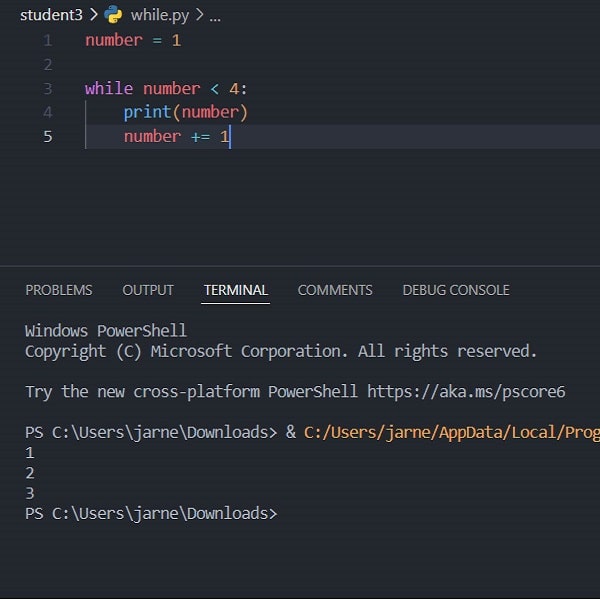 student3 > while.py > ...
1 number = 1
2
3 while number < 4:
4     print(number)
5     number += 1
PROBLEMS OUTPUT TERMINAL COMMENTS DEBUG CONSOLE
Windows PowerShell
Copyright (C) Microsoft Corporation. All rights reserved.
Try the new cross-platform PowerShell https://aka.ms/pscore6
PS C:\Users\jarne\Downloads> & C:/Users/jarne/AppData/Local/Prog
1
2
3
PS C:\Users\jarne\Downloads>